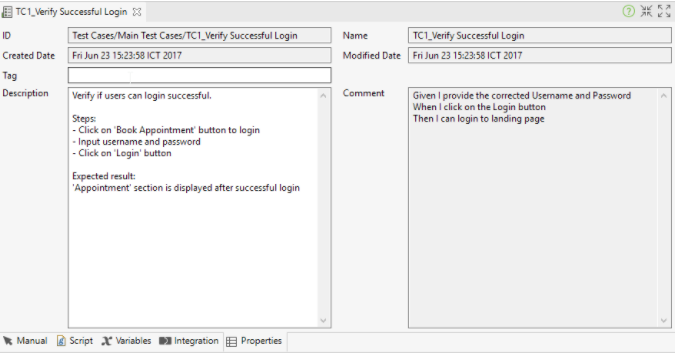 TC1_Verify Successful Login
ID
Test Cases/Main Test Cases/TC1_Verify Successful Login
Name
TC1_Verify Successful Login
Created Date
Fri Jun 23 15:23:58 ICT 2017
Modified Date
Fri Jun 23 15:23:58 ICT 2017
Tag
Description
Verify if users can login successful.
Steps:
- Click on 'Book Appointment' button to login
- Input username and password
- Click on 'Login' button
Expected result:
'Appointment' section is displayed after successful login
Comment
Given I provide the corrected Username and Password
When I click on the Login button
Then I can login to landing page
Manual
Script
Variables
Integration
Properties